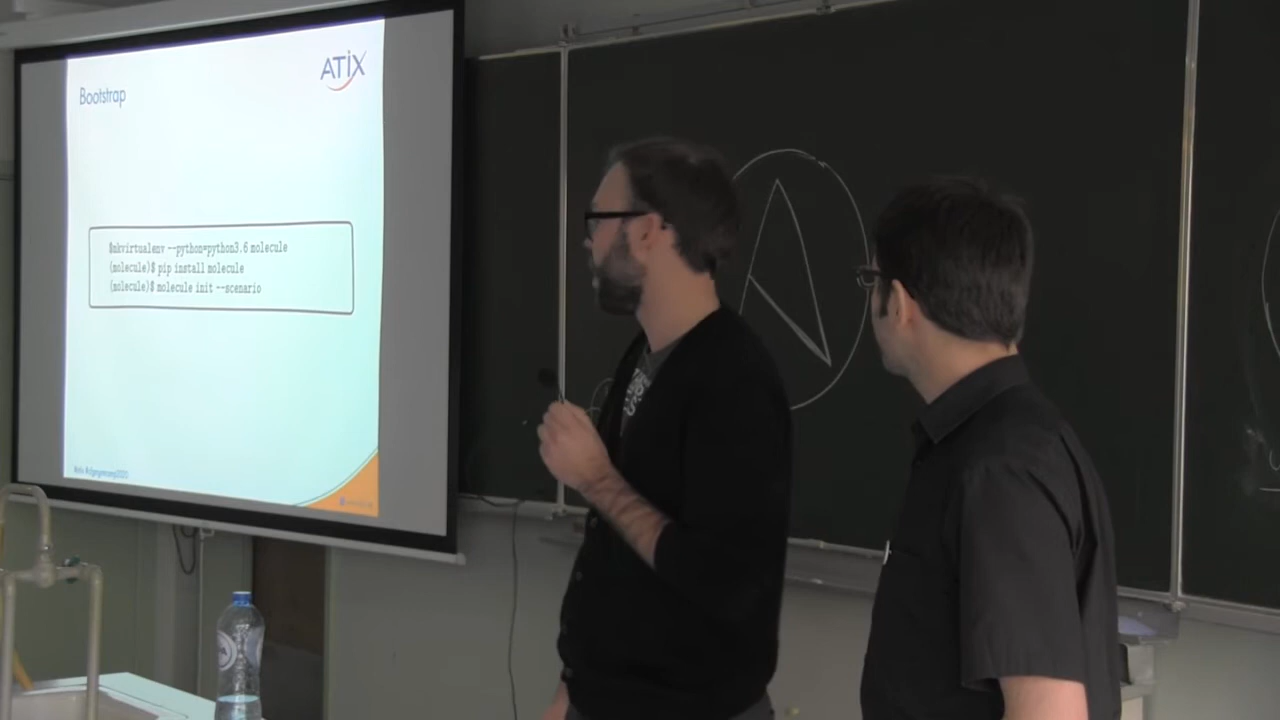 ATIX
Bootstrap
$mkvirtualenv --python=python3.6 molecule
(molecule)$ pip install molecule
(molecule)$ molecule init --scenario